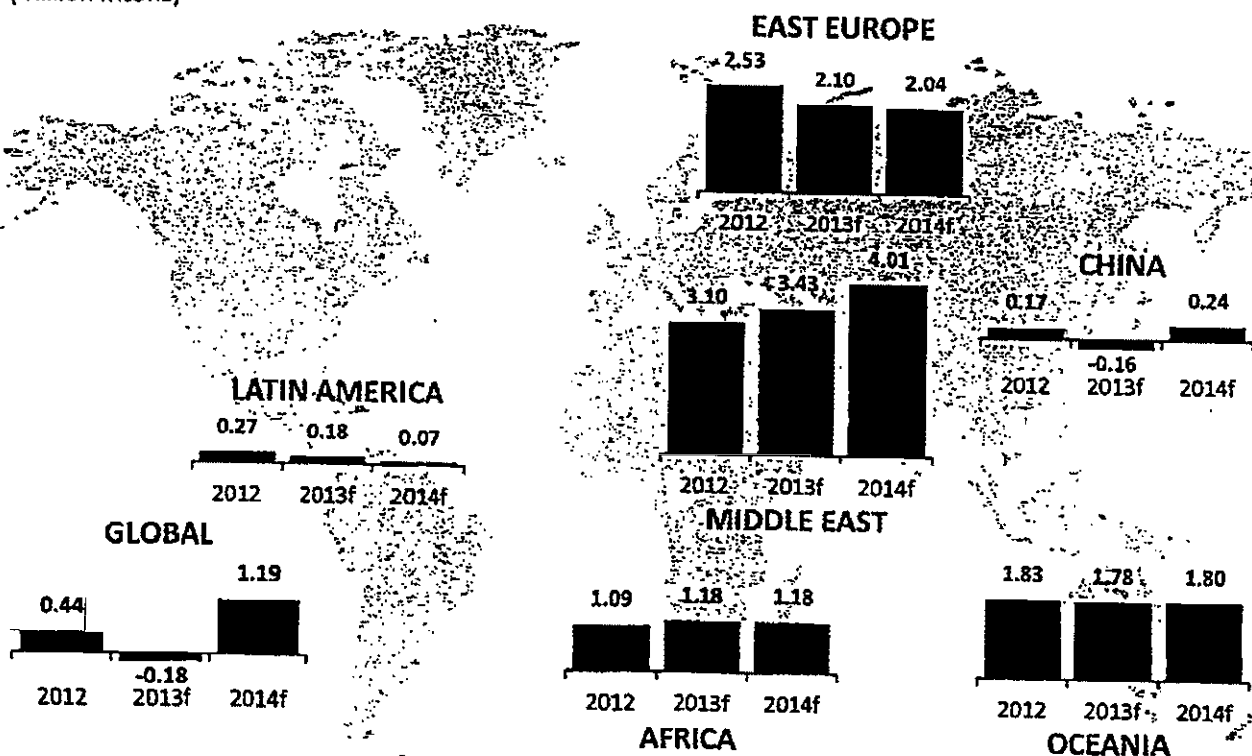 EAST EUROPE
2.53 2.10 2.04
2012 2013f 2014f
CHINA
0.17 -0.16 0.24
2012 2013f 2014f
3.10 3.43 4.01
2012 2013f 2014f
MIDDLE EAST
LATIN AMERICA
0.27 0.18 0.07
2012 2013f 2014f
GLOBAL
0.44 -0.18 1.19
2012 2013f 2014f
1.09 1.18 1.18
2012 2013f 2014f
AFRICA
1.83 1.78 1.80
2012 2013f 2014f
OCEANIA